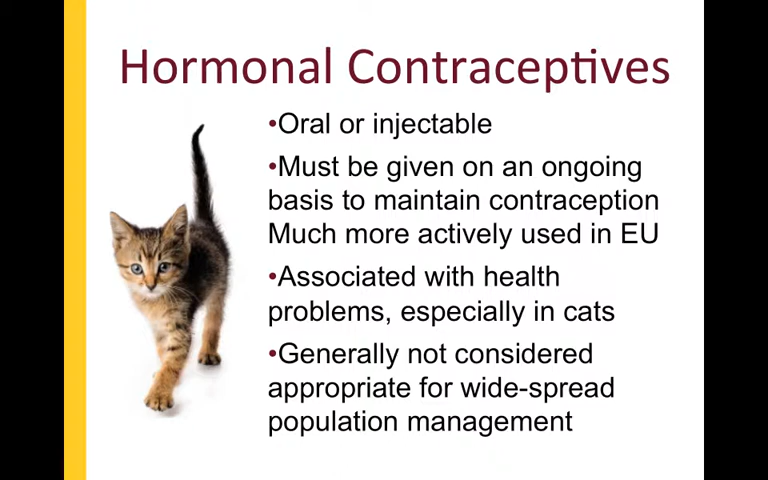 Hormonal Contraceptives
•Oral or injectable
•Must be given on an ongoing
basis to maintain contraception
Much more actively used in EU
•Associated with health
problems, especially in cats
•Generally not considered
appropriate for wide-spread
population management